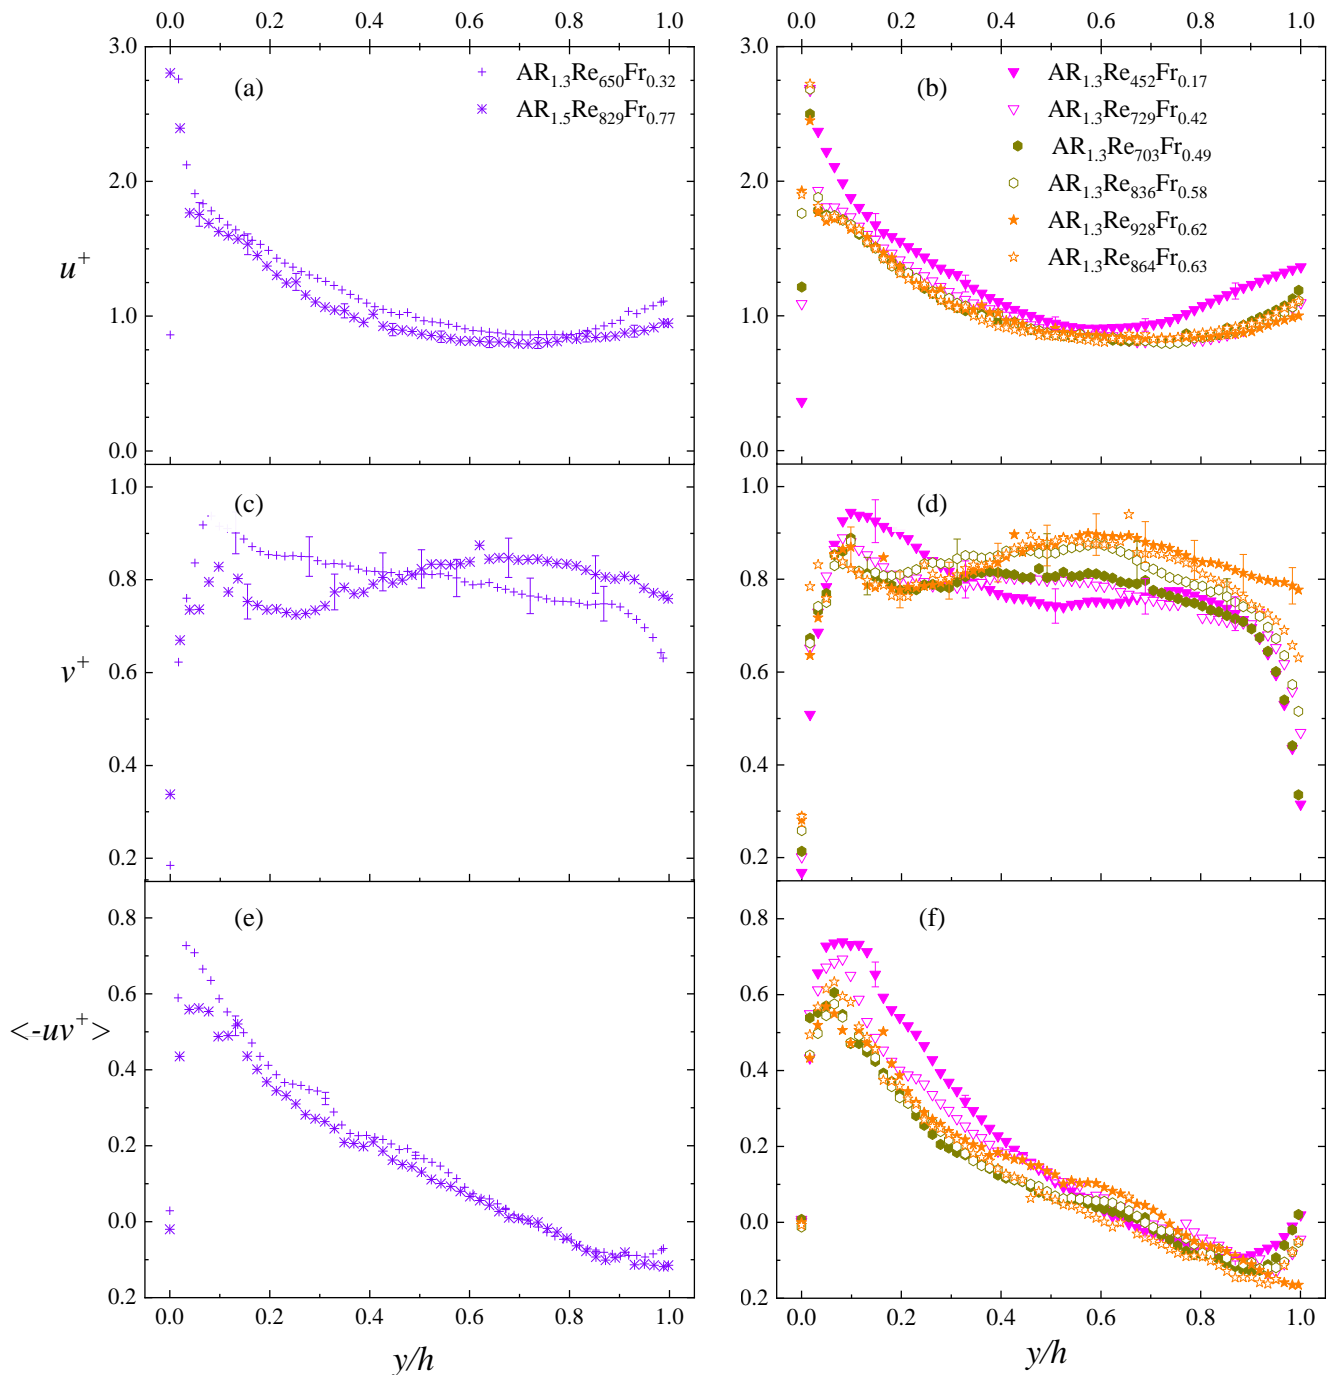 0.0 0.2 0.4 0.6 0.8 1.0
0.0 0.2 0.4 0.6 0.8 1.0
3.0
2.0
1.0
0.0
u+
(a)
AR1.3Re650Fr0.32
AR1.5Re829Fr0.77
3.0
2.0
1.0
0.0
(b)
AR1.3Re452Fr0.17
AR1.3Re729Fr0.42
AR1.3Re703Fr0.49
AR1.3Re836Fr0.58
AR1.3Re928Fr0.62
AR1.3Re864Fr0.63
1.0
0.8
0.6
0.4
0.2
v+
(c)
1.0
0.8
0.6
0.4
0.2
(d)
0.8
0.6
0.4
0.2
0.0
0.2
<-uv+>
(e)
0.8
0.6
0.4
0.2
0.0
0.2
(f)
0.0 0.2 0.4 0.6 0.8 1.0
0.0 0.2 0.4 0.6 0.8 1.0
y/h
y/h